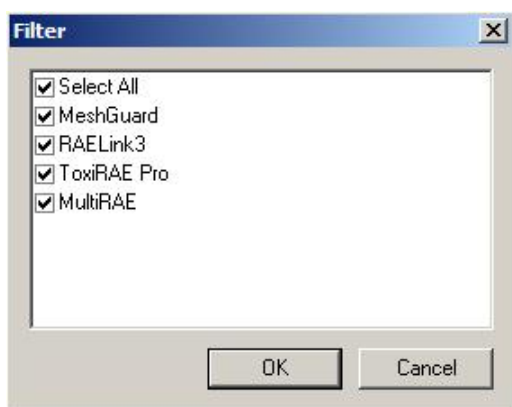 Filter
Select All
MeshGuard
RAELink3
ToxiRAE Pro
MultiRAE
OK Cancel